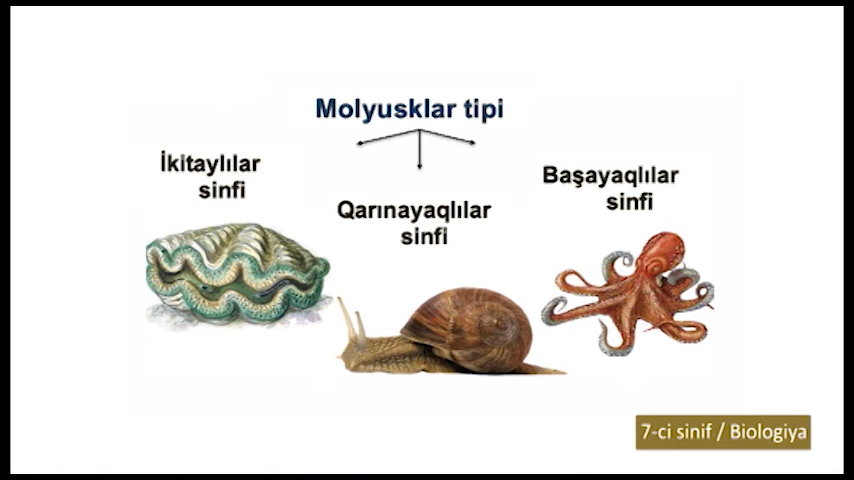 Molyusklar tipi
İkitaylılar
sinfi
Qarınayaqlılar
sinfi
Başayaqlılar
sinfi
7-ci sinif / Biologiya